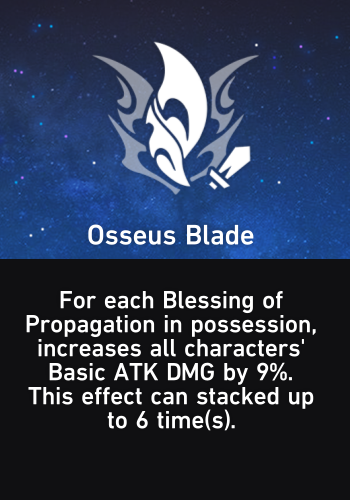 Osseus Blade
For each Blessing of
Propagation in possession,
increases all characters'
Basic ATK DMG by 9%.
This effect can stacked up
to 6 time(s).